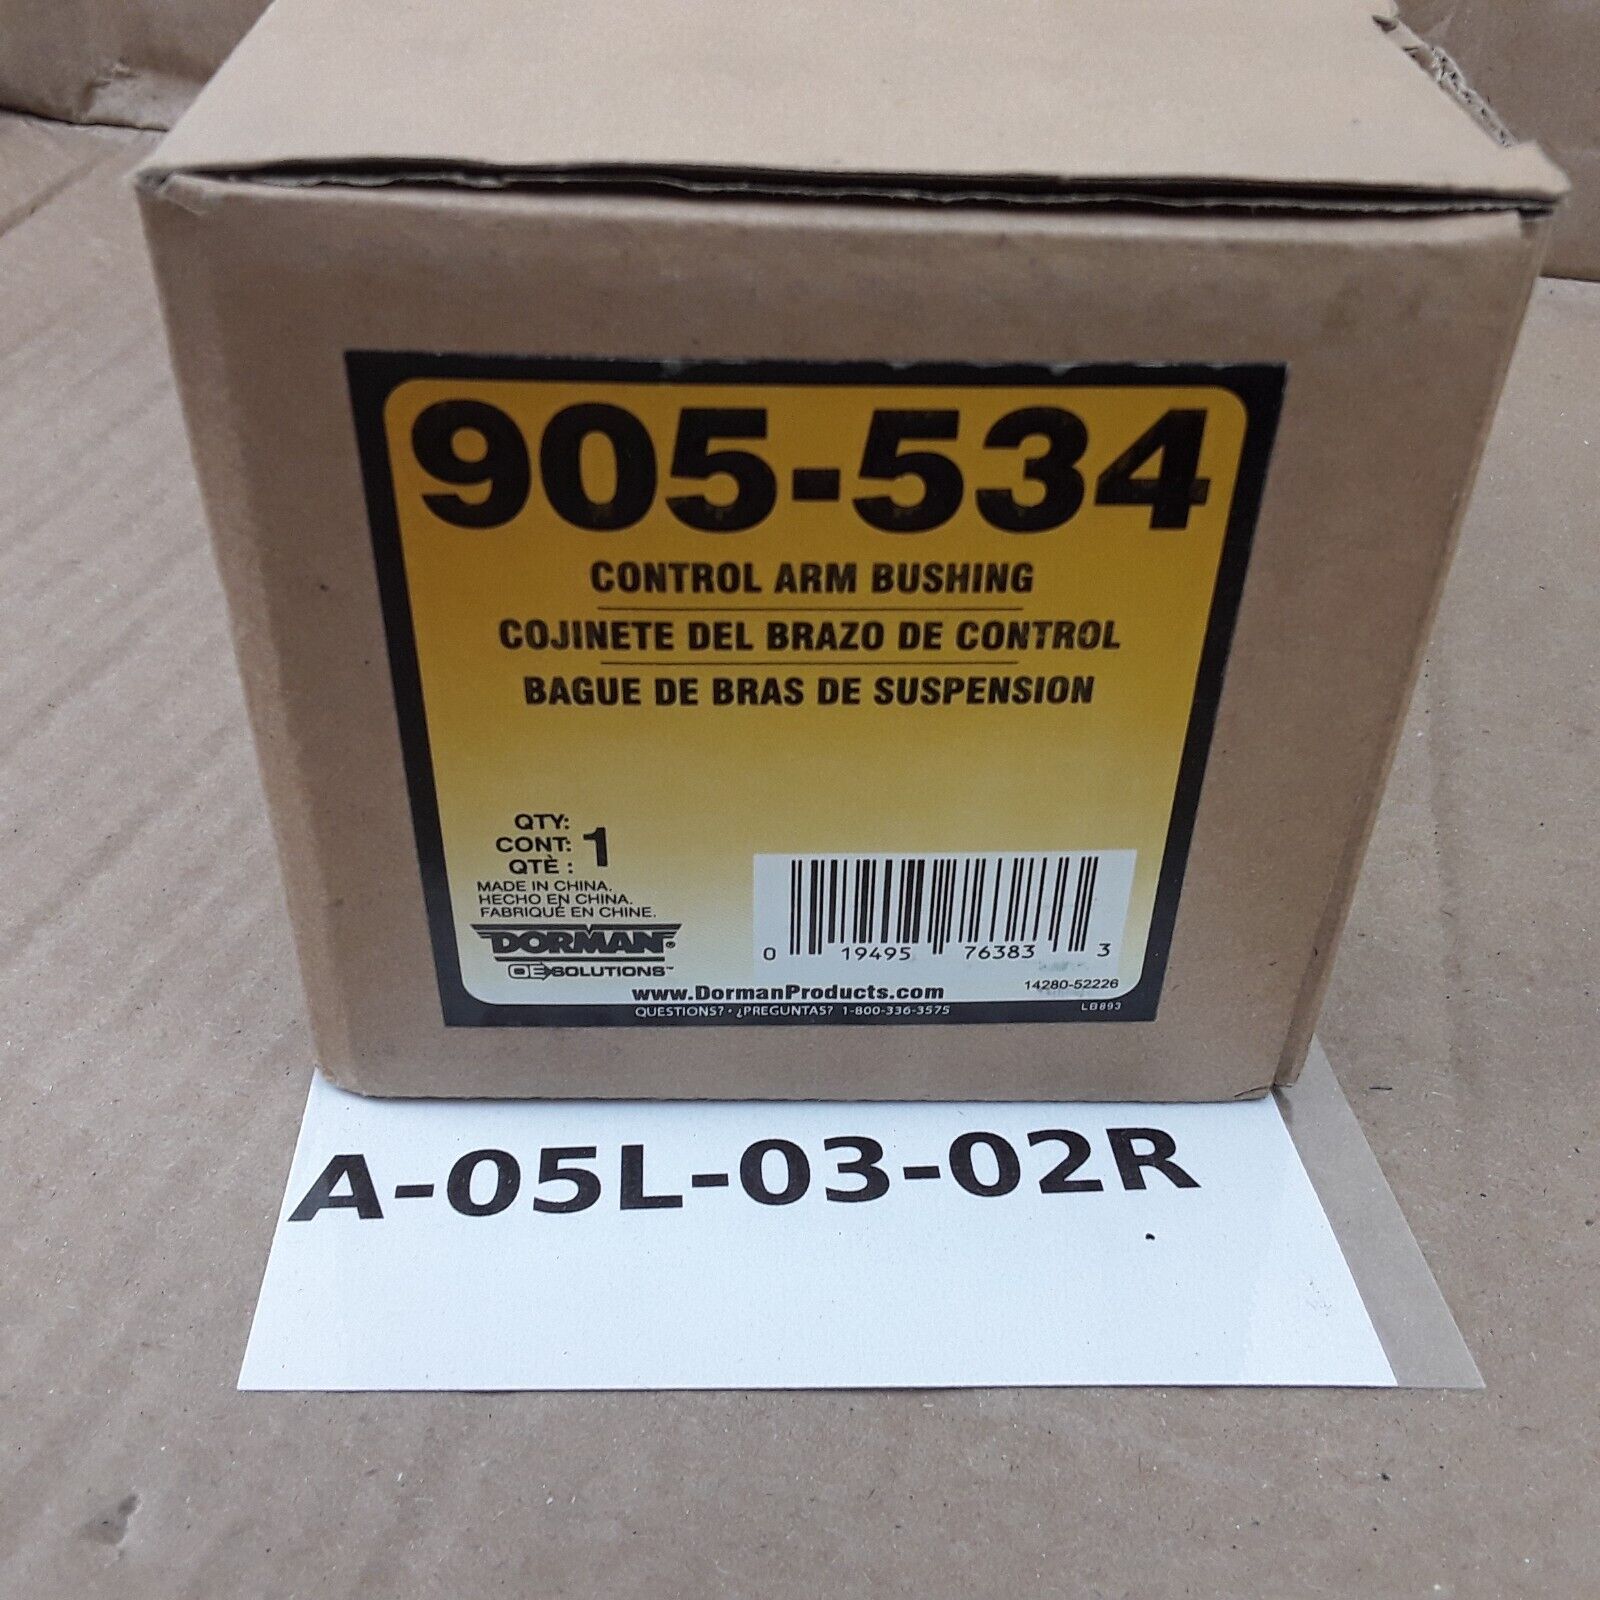 905-534
CONTROL ARM BUSHING
COJINETE DEL BRAZO DE CONTROL
BAGUE DE BRAS DE SUSPENSION
QTY:
CONT: 1
QTÈ :
MADE IN CHINA.
HECHO EN CHINA.
FABRIQUÉ EN CHINE.
DORMAN®
OE SOLUTIONS™
0 19495 76383 3
14280-52226
www.DormanProducts.com
QUESTIONS? • ¿PREGUNTAS? 1-800-336-3575
LB893
A-05L-03-02R